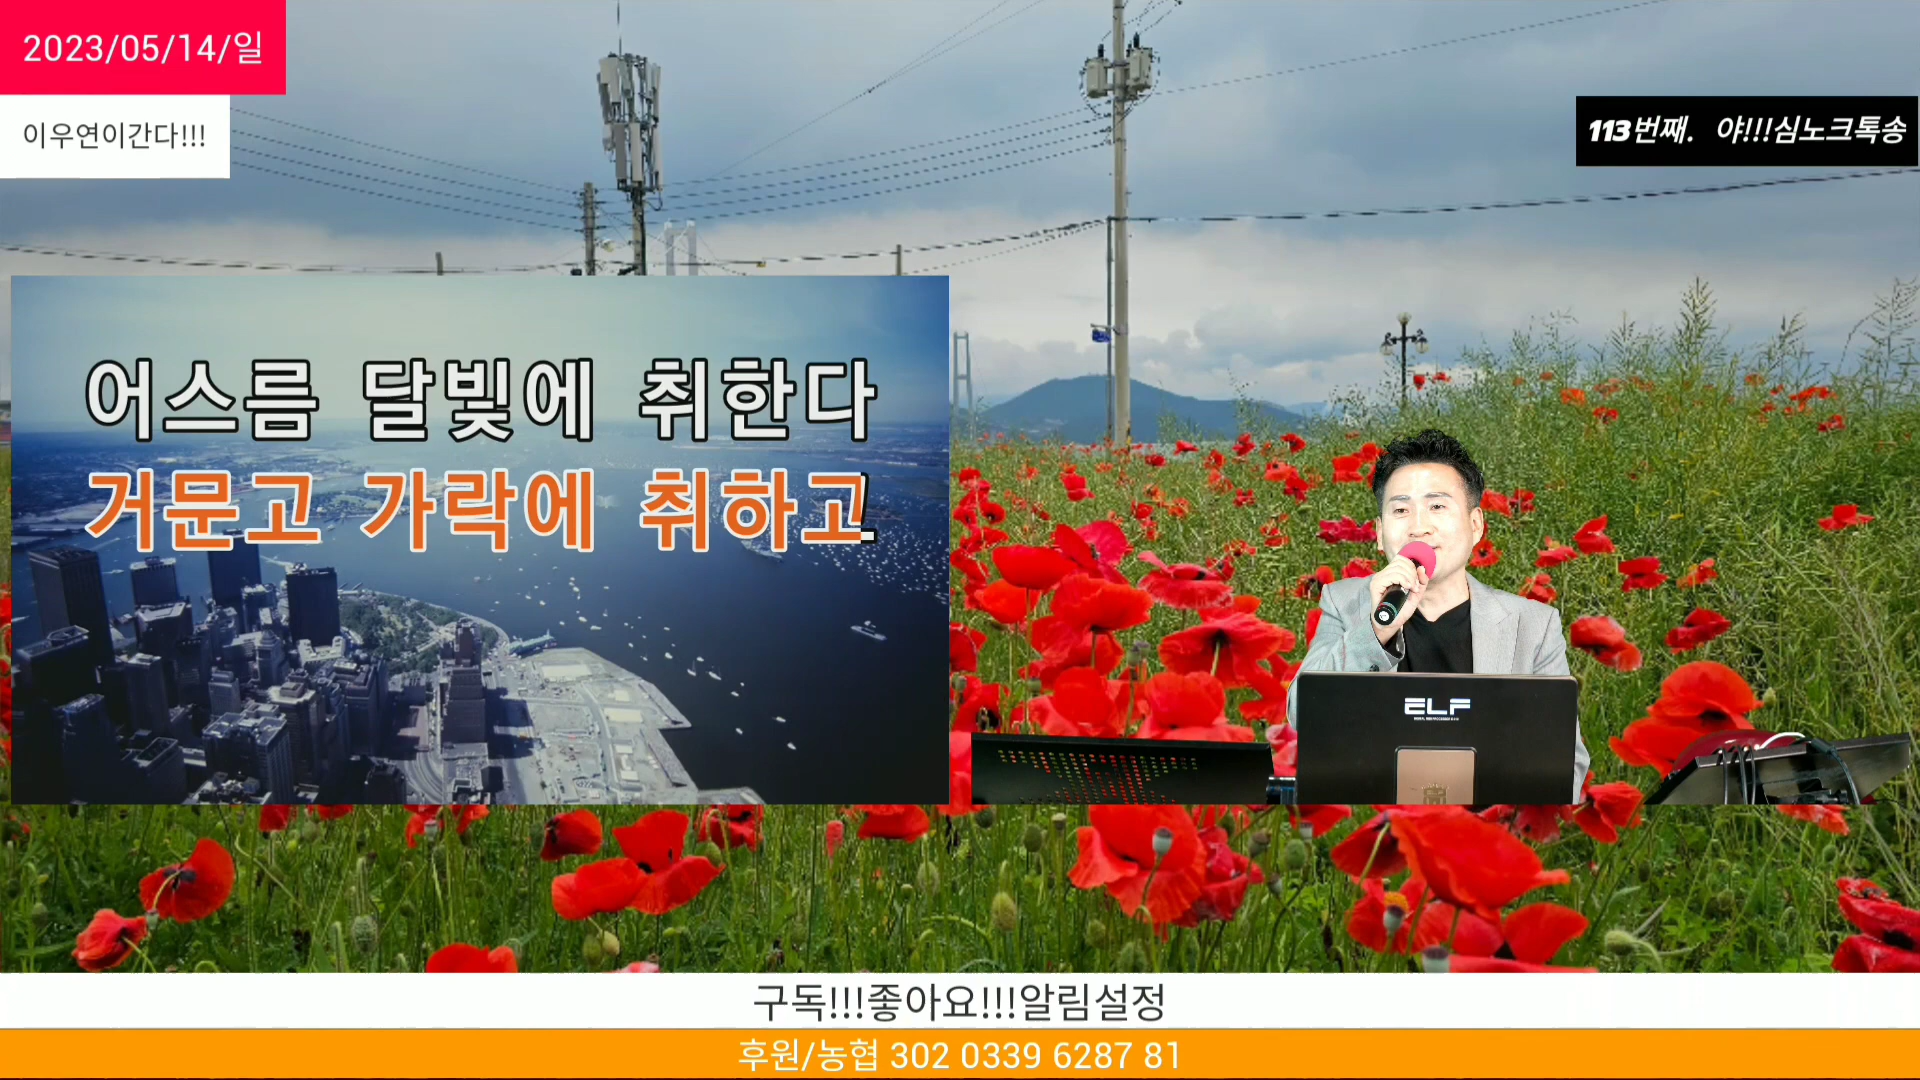 2023/05/14/일
이우연이간다!!!
113번째. 야!!!심노크톡송
어스름 달빛에 취한다
거문고 가락에 취하고
ELF
구독!!!좋아요!!!알림설정
후원/농협 302 0339 6287 81